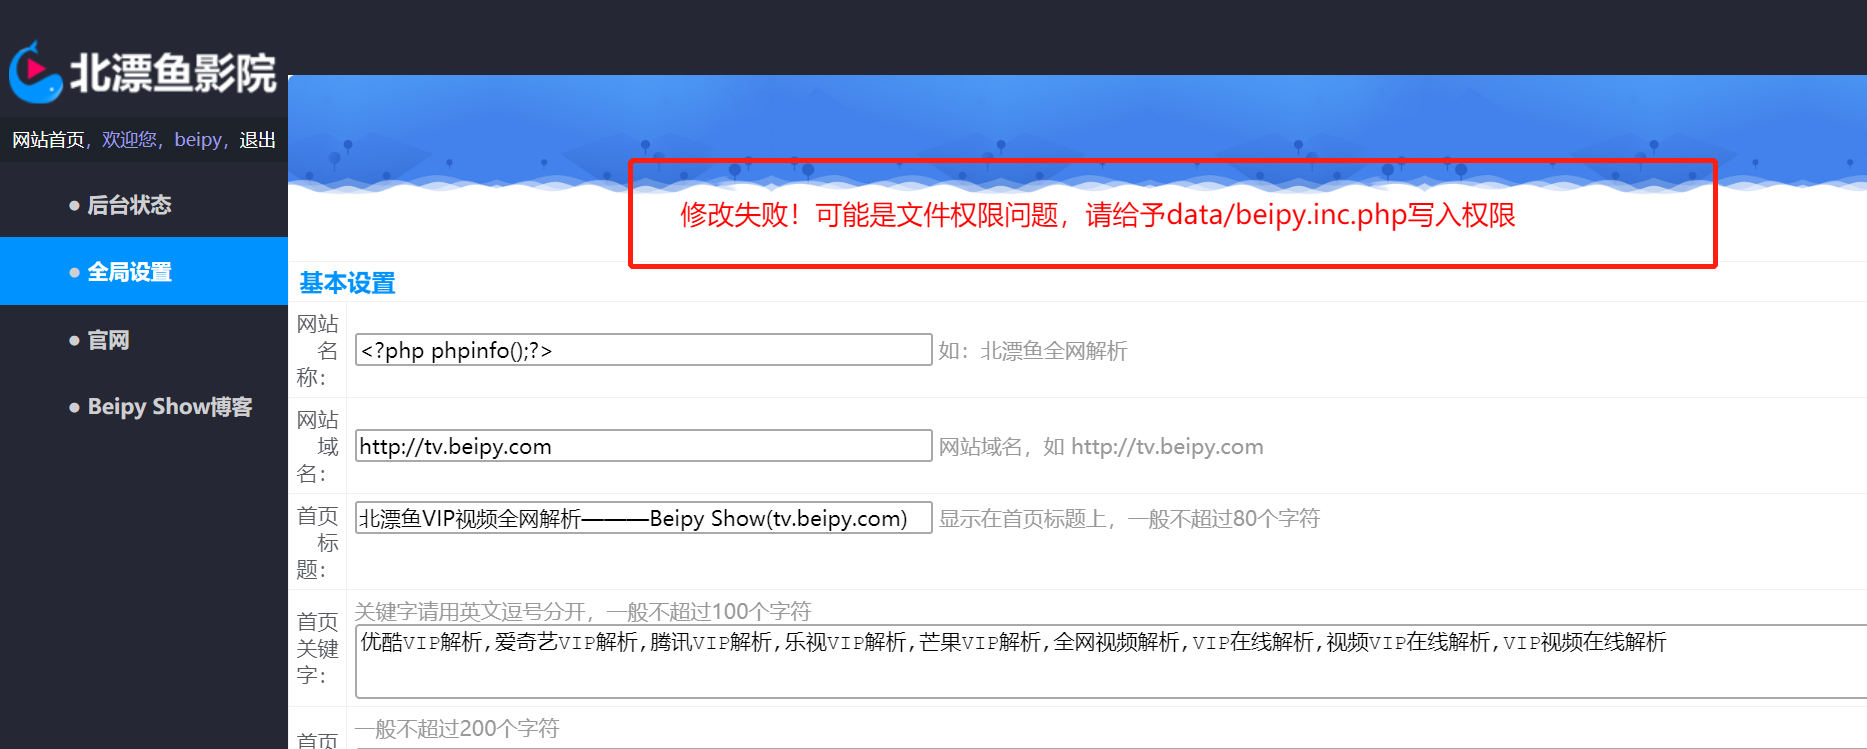 北漂鱼影院
网站首页，欢迎您，beipy，退出
● 后台状态
● 全局设置
● 官网
● Beipy Show博客
修改失败！可能是文件权限问题，请给予data/beipy.inc.php写入权限
基本设置
网站
名
称：
<?php phpinfo();?>
如：北漂鱼全网解析
网站
域
名：
http://tv.beipy.com
网站域名，如 http://tv.beipy.com
首页
标
题：
北漂鱼VIP视频全网解析———Beipy Show(tv.beipy.com)
显示在首页标题上，一般不超过80个字符
首页
关键
字：
关键字请用英文逗号分开，一般不超过100个字符
优酷VIP解析,爱奇艺VIP解析,腾讯VIP解析,乐视VIP解析,芒果VIP解析,全网视频解析,VIP在线解析,视频VIP在线解析,VIP视频在线解析
首页
一般不超过200个字符